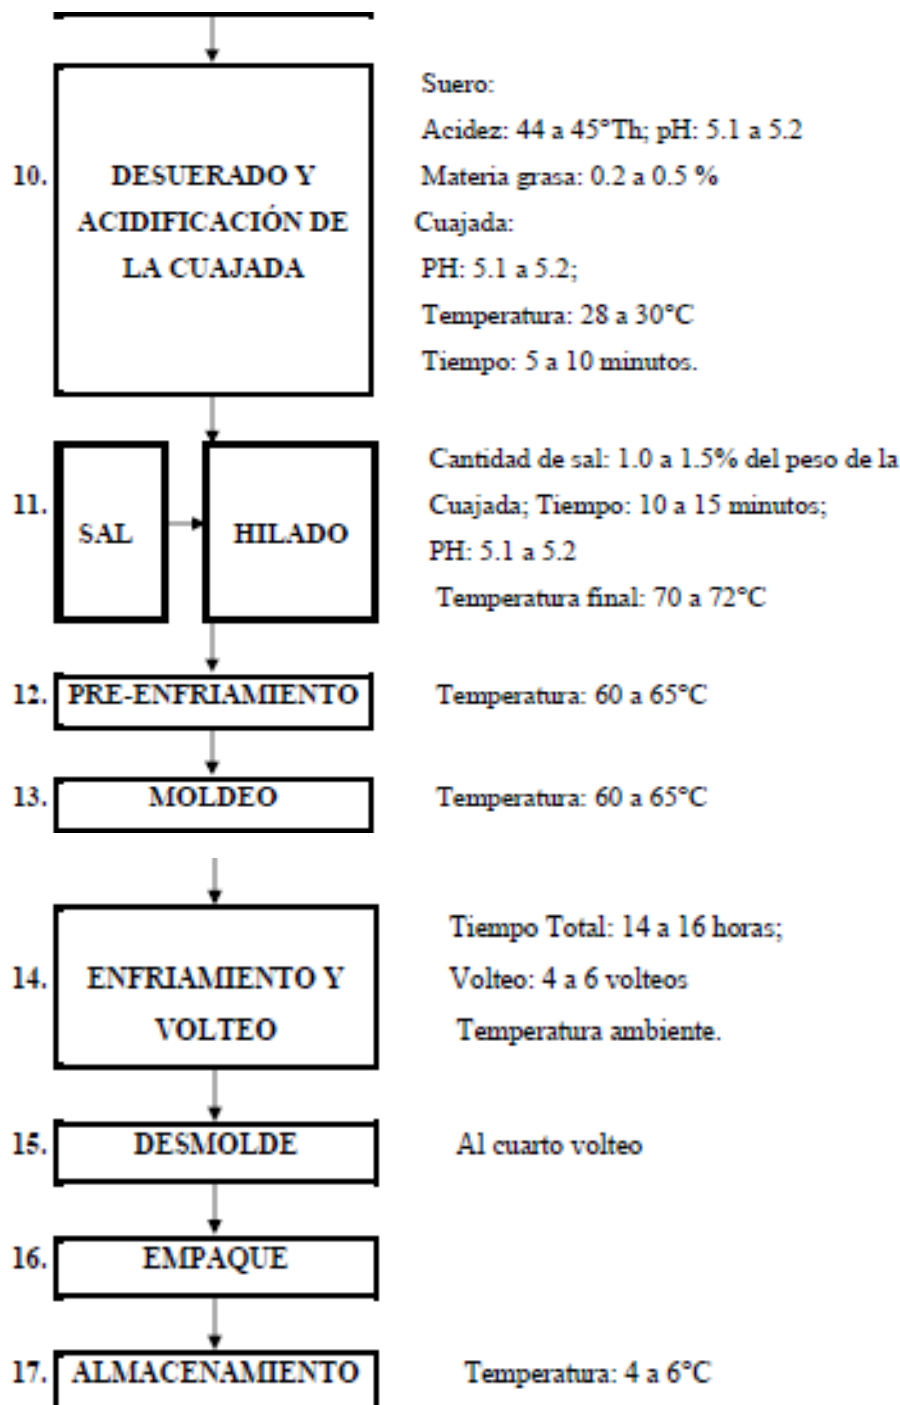 Suero:
Acidez: 44 a 45°Th; pH: 5.1 a 5.2
10. DESUERADO Y
ACIDIFICACIÓN DE
LA CUAJADA
Materia grasa: 0.2 a 0.5 %
Cuajada:
PH: 5.1 a 5.2;
Temperatura: 28 a 30°C
Tiempo: 5 a 10 minutos.
11. SAL
HILADO
Cantidad de sal: 1.0 a 1.5% del peso de la
Cuajada; Tiempo: 10 a 15 minutos;
PH: 5.1 a 5.2
Temperatura final: 70 a 72°C
12. PRE-ENFRIAMIENTO
Temperatura: 60 a 65°C
13. MOLDEO
Temperatura: 60 a 65°C
14. ENFRIAMIENTO Y
VOLTEO
Tiempo Total: 14 a 16 horas;
Volteo: 4 a 6 volteos
Temperatura ambiente.
15. DESMOLDE
Al cuarto volteo
16. EMPAQUE
17. ALMACENAMIENTO
Temperatura: 4 a 6°C